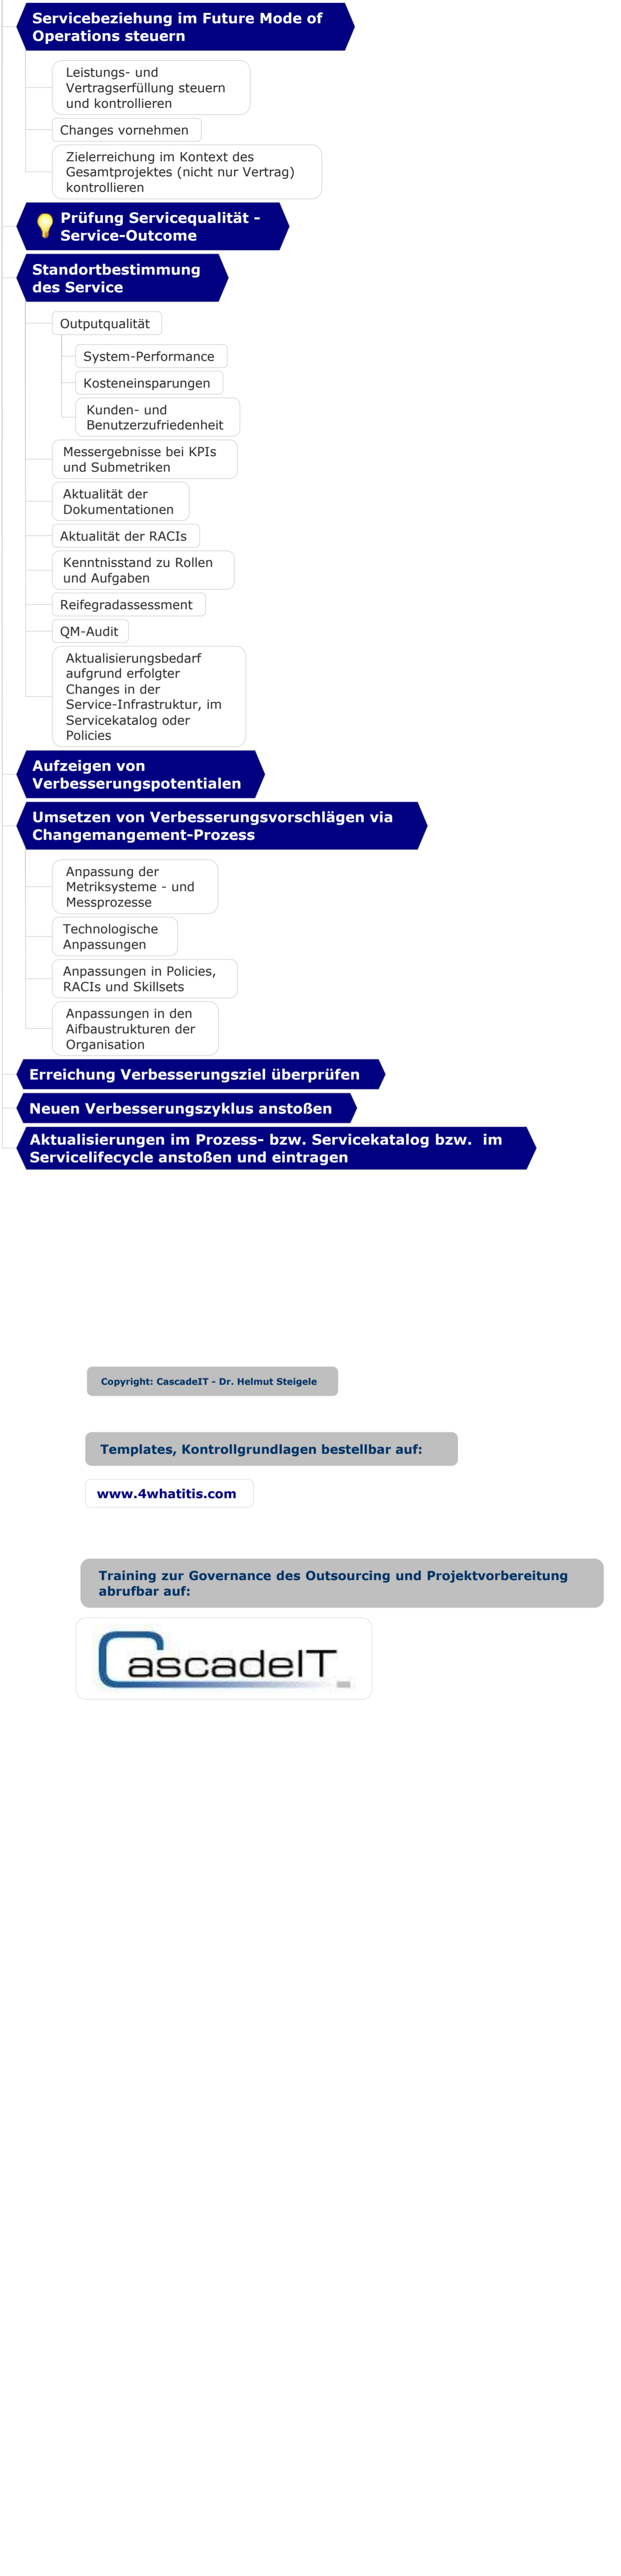 Servicebeziehung im Future Mode of
Operations steuern
Leistungs- und
Vertragserfüllung steuern
und kontrollieren
Changes vornehmen
Zielerreichung im Kontext des
Gesamtprojektes (nicht nur Vertrag)
kontrollieren
Prüfung Servicequalität -
Service-Outcome
Standortbestimmung
des Service
Outputqualität
System-Performance
Kosteneinsparungen
Kunden- und
Benutzerzufriedenheit
Messergebnisse bei KPIs
und Submetriken
Aktualität der
Dokumentationen
Aktualität der RACIs
Kenntnisstand zu Rollen
und Aufgaben
Reifegradassessment
QM-Audit
Aktualisierungsbedarf
aufgrund erfolgter
Changes in der
Service-Infrastruktur, im
Servicekatalog oder
Policies
Aufzeigen von
Verbesserungspotentialen
Umsetzen von Verbesserungsvorschlägen via
Changemangement-Prozess
Anpassung der
Metriksysteme - und
Messprozesse
Technologische
Anpassungen
Anpassungen in Policies,
RACIs und Skillsets
Anpassungen in den
Aifbaustrukturen der
Organisation
Erreichung Verbesserungsziel überprüfen
Neuen Verbesserungszyklus anstoßen
Aktualisierungen im Prozess- bzw. Servicekatalog bzw.  im
Servicelifecycle anstoßen und eintragen
Copyright: CascadeIT - Dr. Helmut Steigele
Templates, Kontrollgrundlagen bestellbar auf:
www.4whatitis.com
Training zur Governance des Outsourcing und Projektvorbereitung
abrufbar auf:
CascadeIT